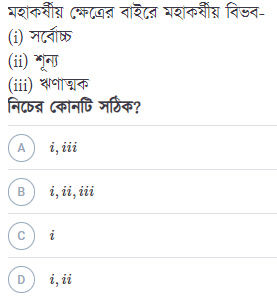 মহাকর্ষীয় ক্ষেত্রের বাইরে মহাকর্ষীয় বিভব-
(i) সর্বোচ্চ
(ii) শূন্য
(iii) ঋণাত্মক
নিচের কোনটি সঠিক?
A i, iii
B i, ii, iii
C i
D i, ii